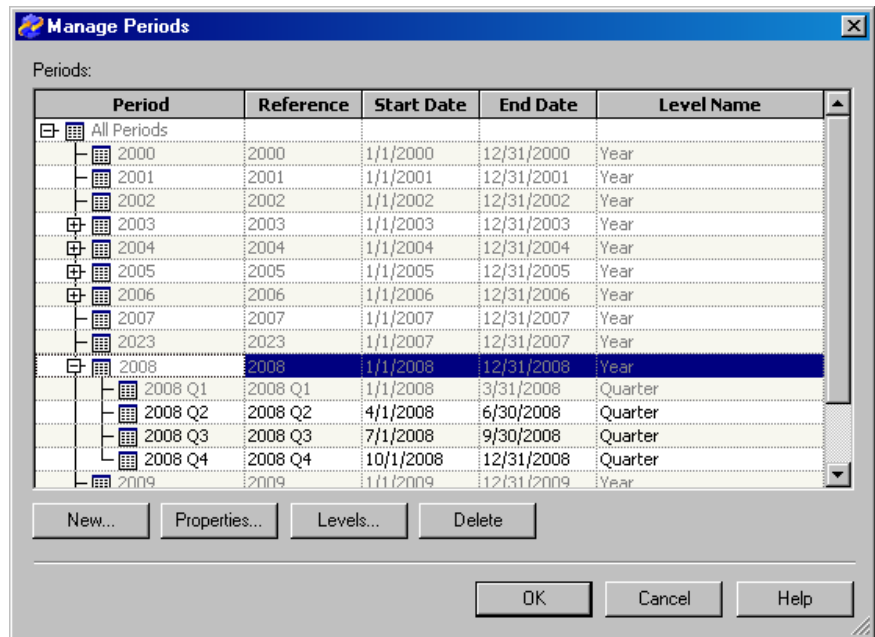 Manage Periods
Periods:
Period Reference Start Date End Date Level Name
All Periods
2000 2000 1/1/2000 12/31/2000 Year
2001 2001 1/1/2001 12/31/2001 Year
2002 2002 1/1/2002 12/31/2002 Year
2003 2003 1/1/2003 12/31/2003 Year
2004 2004 1/1/2004 12/31/2004 Year
2005 2005 1/1/2005 12/31/2005 Year
2006 2006 1/1/2006 12/31/2006 Year
2007 2007 1/1/2007 12/31/2007 Year
2023 2023 1/1/2007 12/31/2007 Year
2008 2008 1/1/2008 12/31/2008 Year
2008 Q1 2008 Q1 1/1/2008 3/31/2008 Quarter
2008 Q2 2008 Q2 4/1/2008 6/30/2008 Quarter
2008 Q3 2008 Q3 7/1/2008 9/30/2008 Quarter
2008 Q4 2008 Q4 10/1/2008 12/31/2008 Quarter
2009 2009 1/1/2009 12/31/2009 Year
New... Properties... Levels... Delete
OK Cancel Help